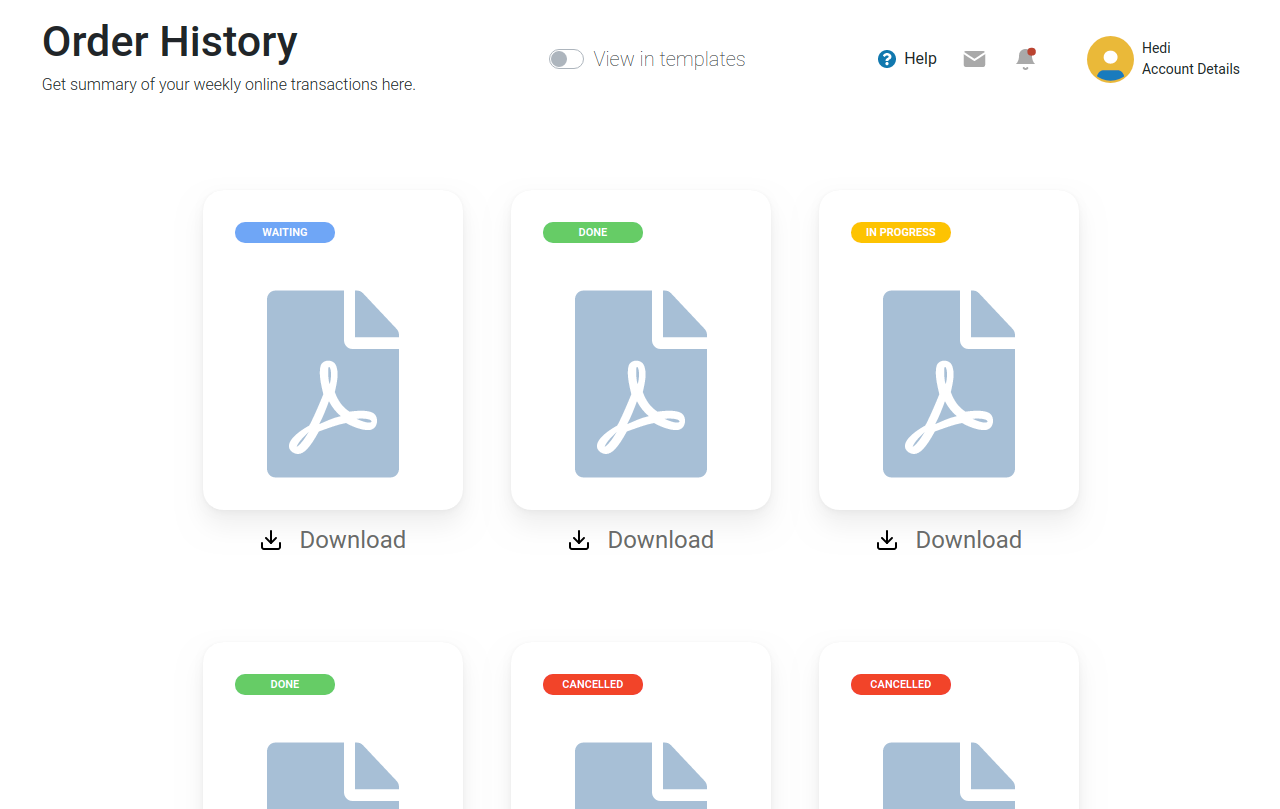 Order History
Get summary of your weekly online transactions here.
View in templates
Help
Hedi
Account Details
WAITING
DONE
IN PROGRESS
Download
Download
Download
DONE
CANCELLED
CANCELLED